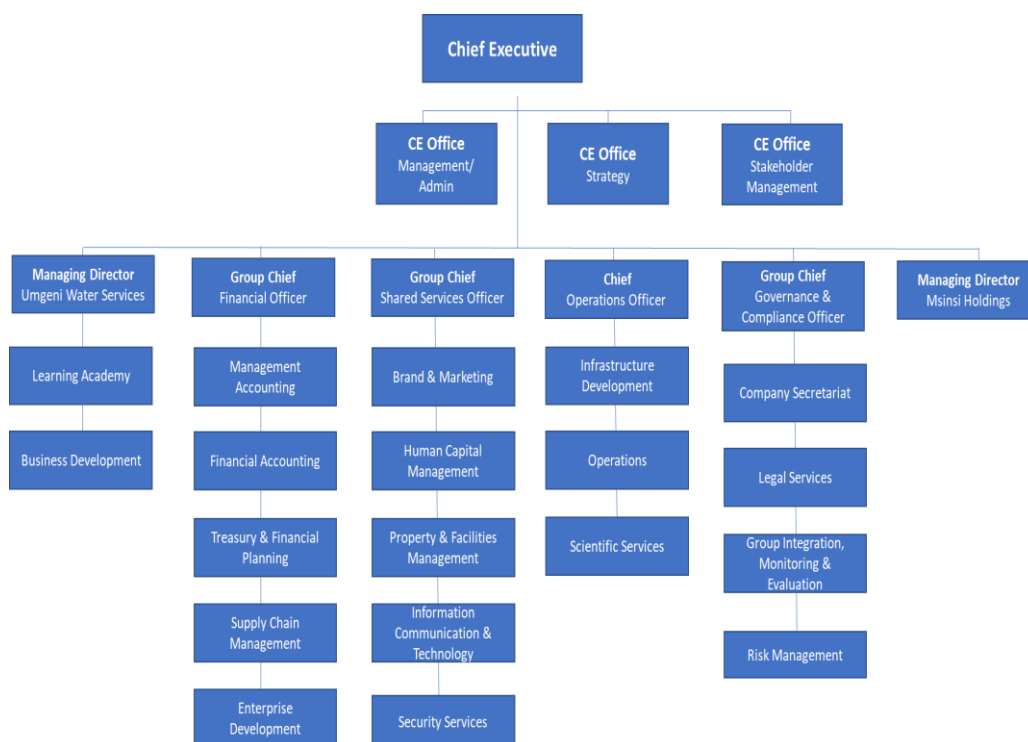 Chief Executive
CE Office
Management/
Admin
CE Office
Strategy
CE Office
Stakeholder
Management
Managing Director
Umgeni Water Services
Group Chief
Financial Officer
Group Chief
Shared Services Officer
Chief
Operations Officer
Group Chief
Governance &
Compliance Officer
Managing Director
Msinsi Holdings
Learning Academy
Business Development
Management
Accounting
Financial Accounting
Treasury & Financial
Planning
Supply Chain
Management
Enterprise
Development
Brand & Marketing
Human Capital
Management
Property & Facilities
Management
Information
Communication &
Technology
Security Services
Infrastructure
Development
Operations
Scientific Services
Company Secretariat
Legal Services
Group Integration,
Monitoring &
Evaluation
Risk Management